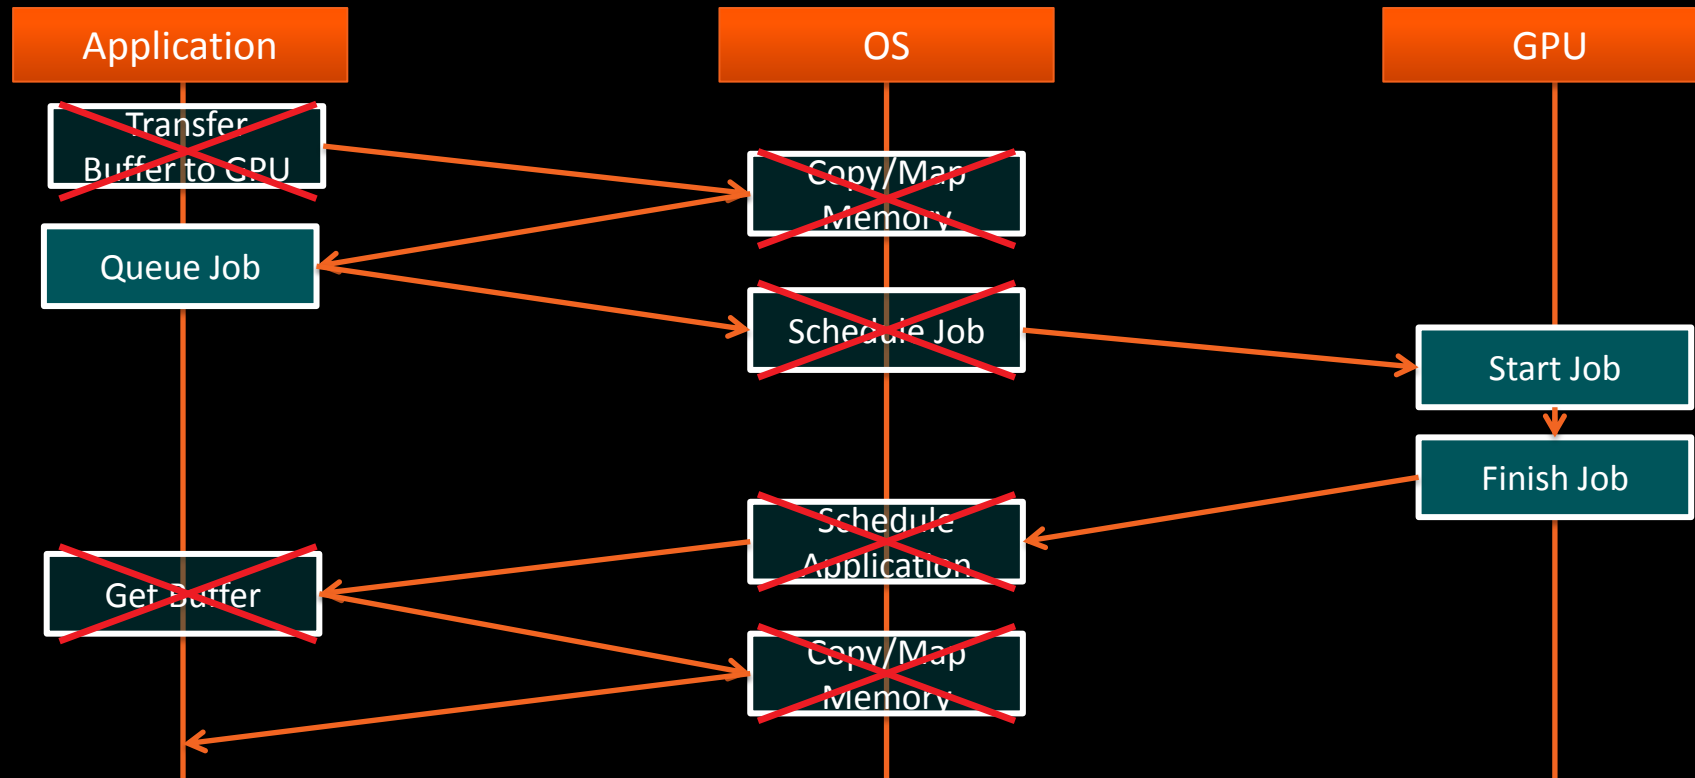 Application
OS
GPU
Transfer
Buffer to GPU
Copy/Map
Memory
Queue Job
Schedule Job
Start Job
Finish Job
Schedule
Application
Get Buffer
Copy/Map
Memory